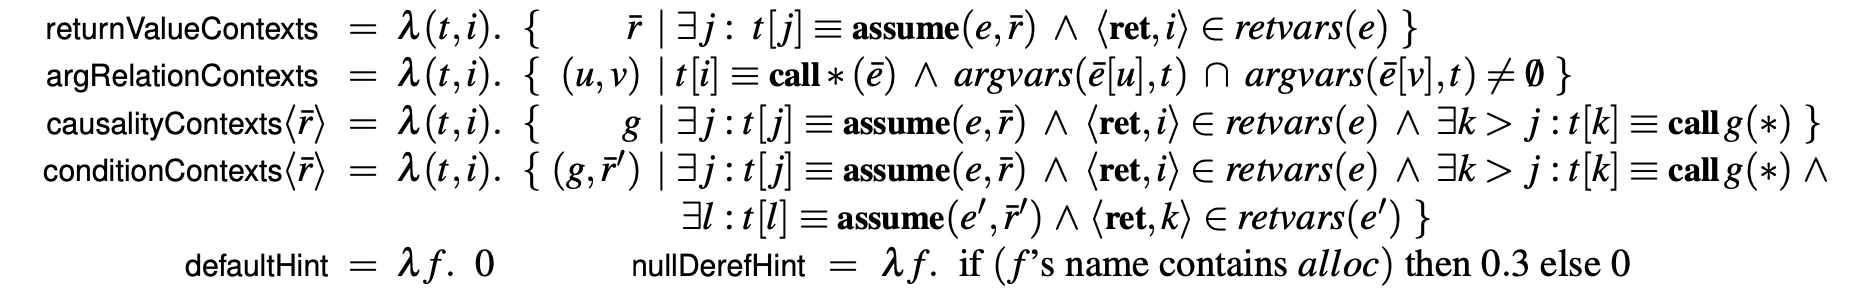 returnValueContexts = λ(t,i). { r̄ | ∃j : t[j] ≡ assume(e,r̄) ∧ ⟨ret,i⟩ ∈ retvars(e) }
argRelationContexts = λ(t,i). { (u,v) | t[i] ≡ call∗(ē) ∧ argvars(ē[u],t) ∩ argvars(ē[v],t) ≠ ∅ }
causalityContexts⟨r̄⟩ = λ(t,i). { g | ∃j : t[j] ≡ assume(e,r̄) ∧ ⟨ret,i⟩ ∈ retvars(e) ∧ ∃k > j : t[k] ≡ call g(∗) }
conditionContexts⟨r̄⟩ = λ(t,i). { (g,r̄′) | ∃j : t[j] ≡ assume(e,r̄) ∧ ⟨ret,i⟩ ∈ retvars(e) ∧ ∃k > j : t[k] ≡ call g(∗) ∧
∃l : t[l] ≡ assume(e′,r̄′) ∧ ⟨ret,k⟩ ∈ retvars(e′) }
defaultHint = λf. 0 nullDerefHint = λf. if (f’s name contains alloc) then 0.3 else 0